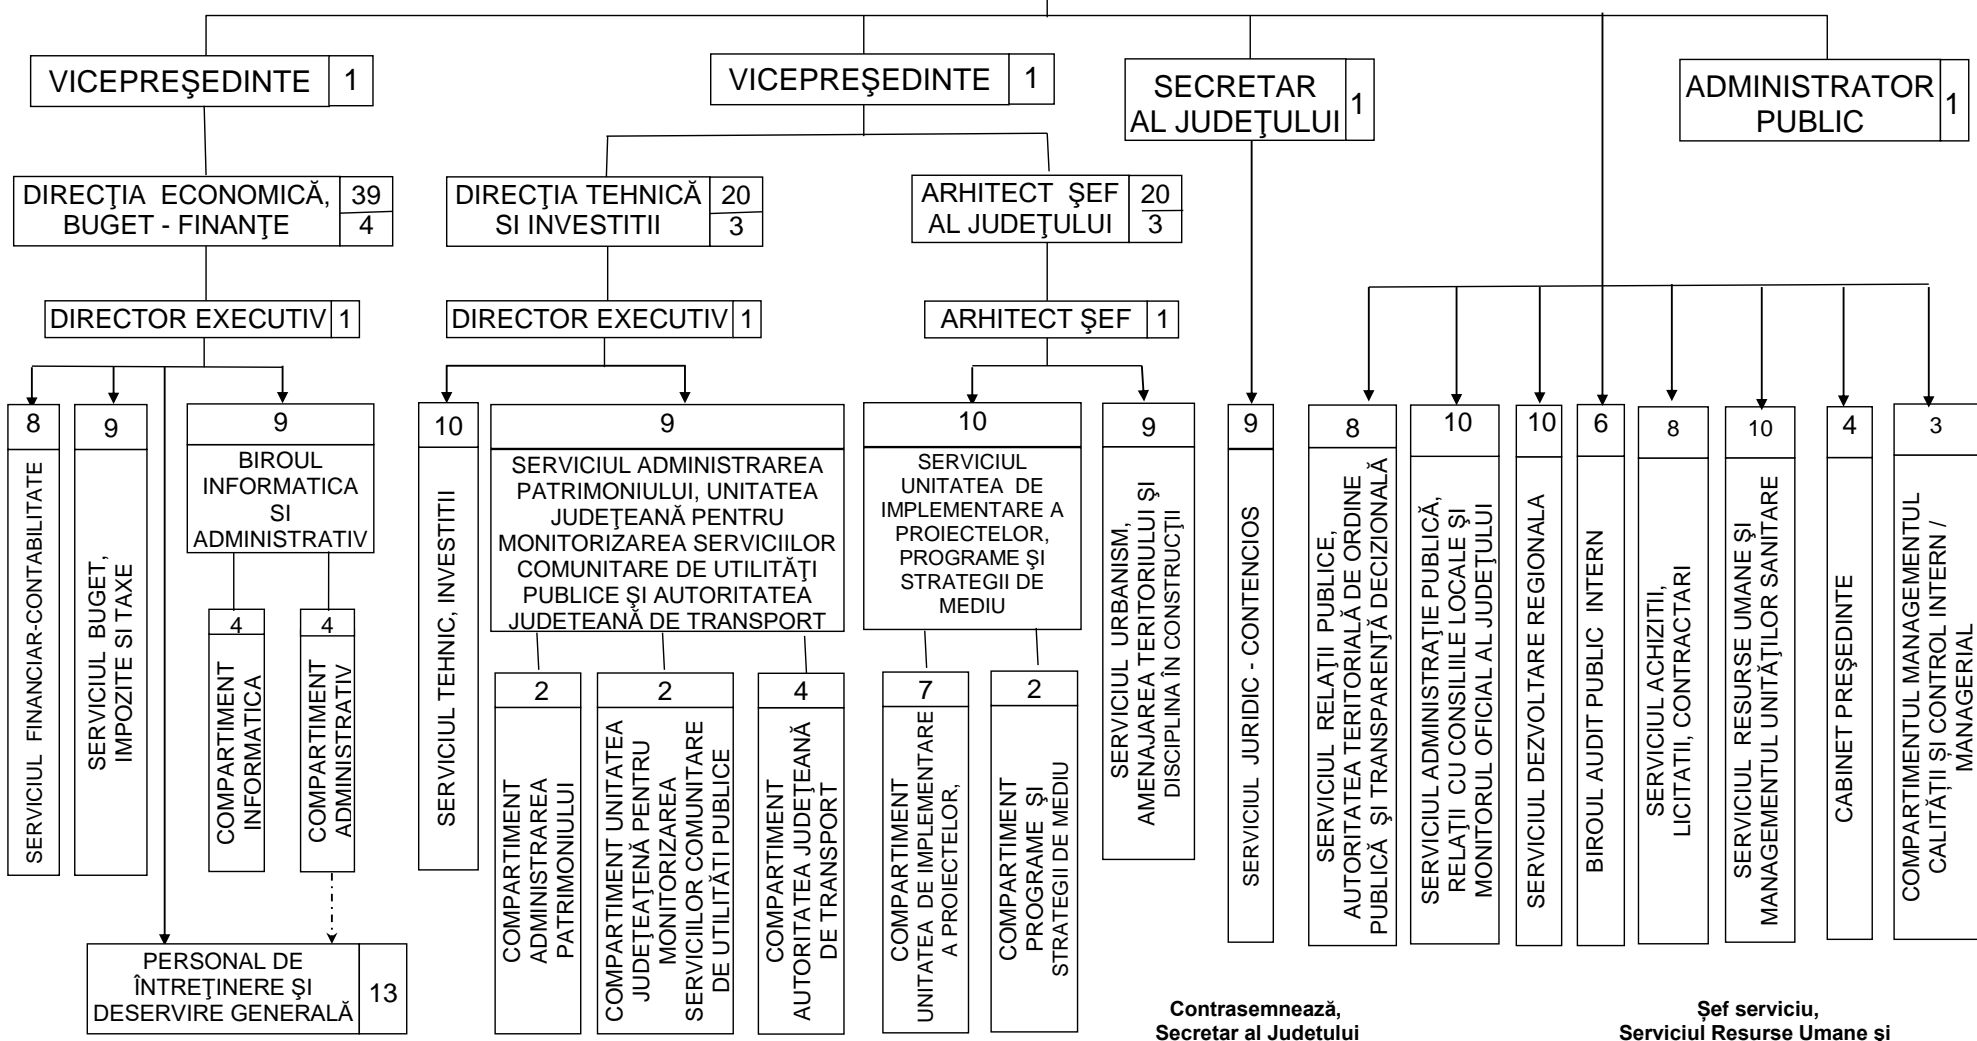 VICEPREŞEDINTE 1
VICEPREŞEDINTE 1
SECRETAR
AL JUDEŢULUI
1
ADMINISTRATOR
PUBLIC
1
DIRECŢIA ECONOMICĂ,
BUGET - FINANŢE
39
4
DIRECŢIA TEHNICĂ
SI INVESTITII
20
3
ARHITECT ŞEF
AL JUDEŢULUI
20
3
DIRECTOR EXECUTIV 1
DIRECTOR EXECUTIV 1
ARHITECT ŞEF 1
8
SERVICIUL FINANCIAR-CONTABILITATE
9
SERVICIUL BUGET,
IMPOZITE SI TAXE
9
BIROUL
INFORMATICA
SI
ADMINISTRATIV
4
COMPARTIMENT
INFORMATICA
4
COMPARTIMENT
ADMINISTRATIV
PERSONAL DE
ÎNTREŢINERE ŞI
DESERVIRE GENERALĂ
13
10
SERVICIUL TEHNIC, INVESTITII
9
SERVICIUL ADMINISTRAREA
PATRIMONIULUI, UNITATEA
JUDEŢEANĂ PENTRU
MONITORIZAREA SERVICIILOR
COMUNITARE DE UTILITĂŢI
PUBLICE ŞI AUTORITATEA
JUDETEANĂ DE TRANSPORT
2
COMPARTIMENT
ADMINISTRAREA
PATRIMONIULUI
2
COMPARTIMENT UNITATEA
JUDEŢEAŢENĂ PENTRU
MONITORIZAREA
SERVICIILOR COMUNITARE
DE UTILITĂTI PUBLICE
4
COMPARTIMENT
AUTORITATEA JUDEŢEANĂ
DE TRANSPORT
10
SERVICIUL
UNITATEA DE
IMPLEMENTARE A
PROIECTELOR,
PROGRAME ŞI
STRATEGII DE
MEDIU
7
COMPARTIMENT
UNITATEA DE IMPLEMENTARE
A PROIECTELOR,
2
COMPARTIMENT
PROGRAME ŞI
STRATEGII DE MEDIU
9
SERVICIUL URBANISM,
AMENAJAREA TERITORIULUI ŞI
DISCIPLINA ÎN CONSTRUCŢII
9
SERVICIUL JURIDIC - CONTENCIOS
8
SERVICIUL RELAŢII PUBLICE,
AUTORITATEA TERITORIALĂ DE ORDINE
PUBLICĂ ŞI TRANSPARENŢĂ DECIZIONALĂ
10
SERVICIUL ADMINISTRAŢIE PUBLICĂ,
RELAŢII CU CONSILIILE LOCALE ŞI
MONITORUL OFICIAL AL JUDEŢULUI
10
SERVICIUL DEZVOLTARE REGIONALA
6
BIROUL AUDIT PUBLIC INTERN
8
SERVICIUL ACHIZITII,
LICITATII, CONTRACTARI
10
SERVICIUL RESURSE UMANE ŞI
MANAGEMENTUL UNITĂŢILOR SANITARE
4
CABINET PREŞEDINTE
3
COMPARTIMENTUL MANAGEMENTUL
CALITĂȚII ȘI CONTROL INTERN /
MANAGERIAL
Contrasemnează,
Secretar al Judetului
Şef serviciu,
Serviciul Resurse Umane şi